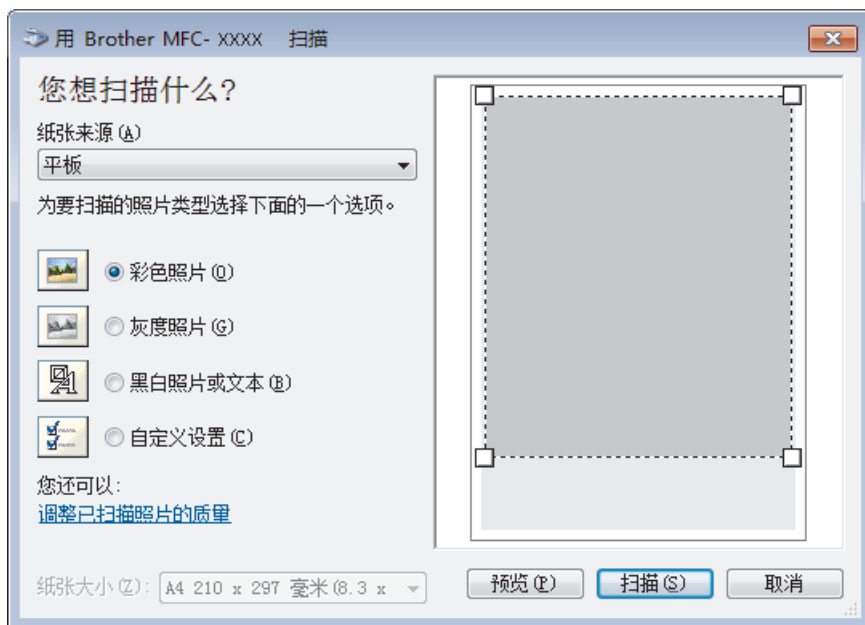 用 Brother MFC- XXXX 扫描
您想扫描什么?
纸张来源(A)
平板
为要扫描的照片类型选择下面的一个选项。
彩色照片(O)
灰度照片(G)
黑白照片或文本(B)
自定义设置(C)
您还可以:
调整已扫描照片的质量
纸张大小(Z): A4 210 x 297 毫米(8.3 x
预览(P) 扫描(S) 取消